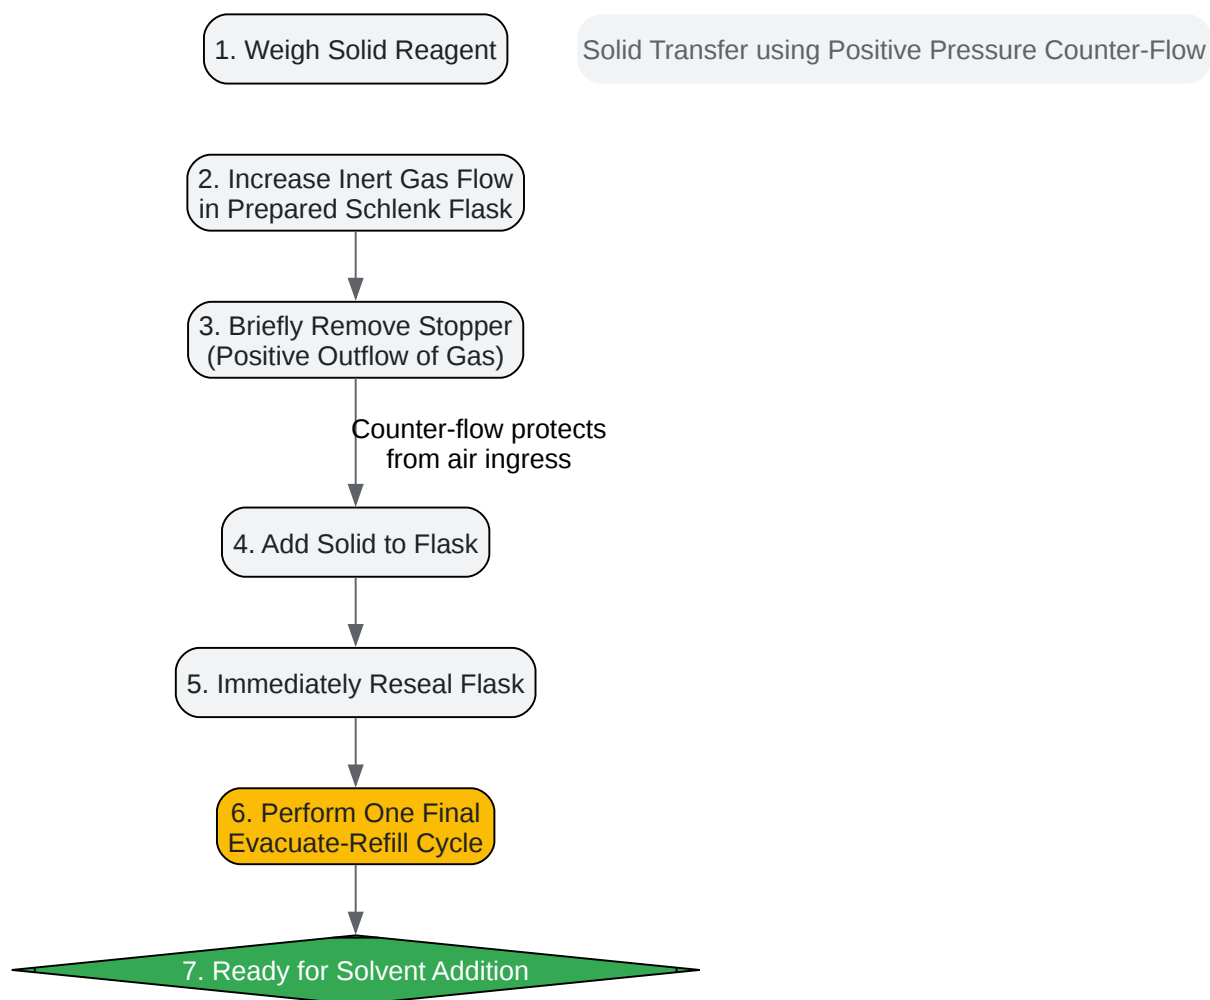 1. Weigh Solid Reagent
Solid Transfer using Positive Pressure Counter-Flow
2. Increase Inert Gas Flow
in Prepared Schlenk Flask
3. Briefly Remove Stopper
(Positive Outflow of Gas)
Counter-flow protects
from air ingress
4. Add Solid to Flask
5. Immediately Reseal Flask
6. Perform One Final
Evacuate-Refill Cycle
7. Ready for Solvent Addition